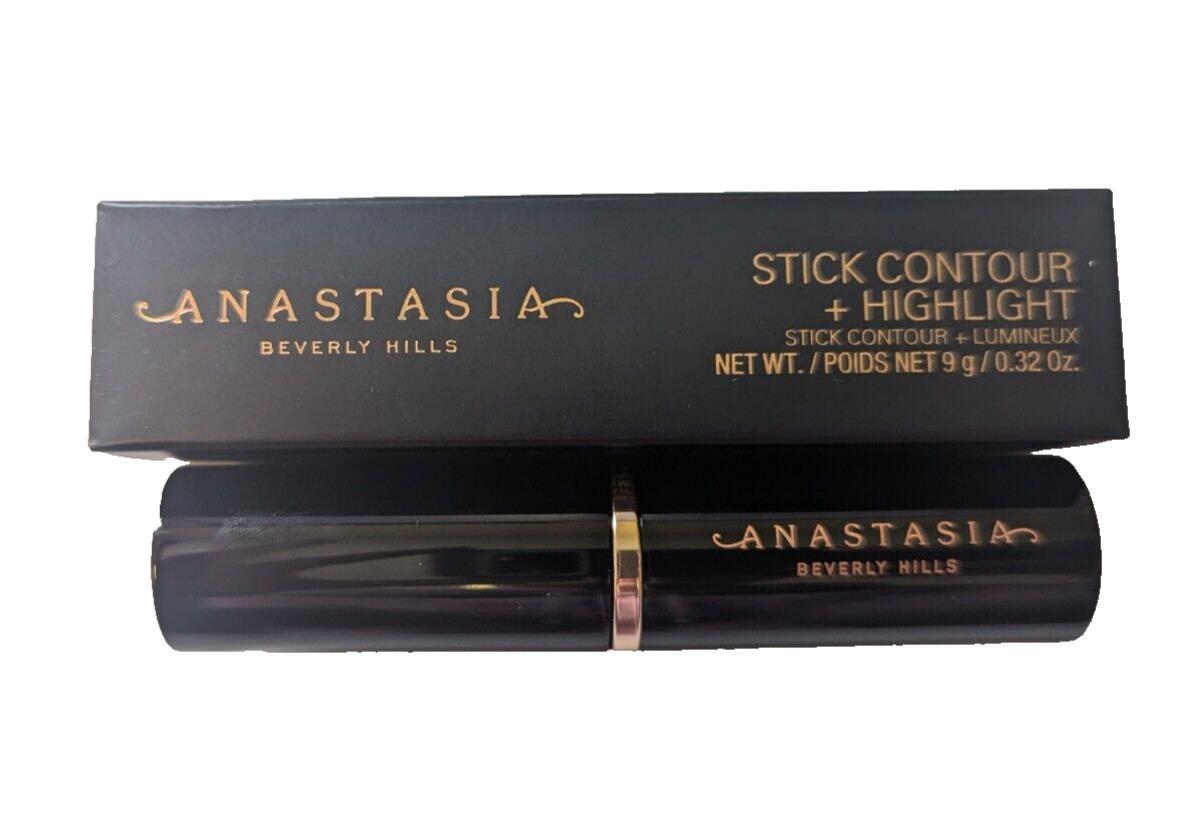 ANASTASIA
BEVERLY HILLS
STICK CONTOUR
+ HIGHLIGHT
STICK CONTOUR + LUMINEUX
NET WT. / POIDS NET 9 g / 0.32 Oz.
ANASTASIA
BEVERLY HILLS